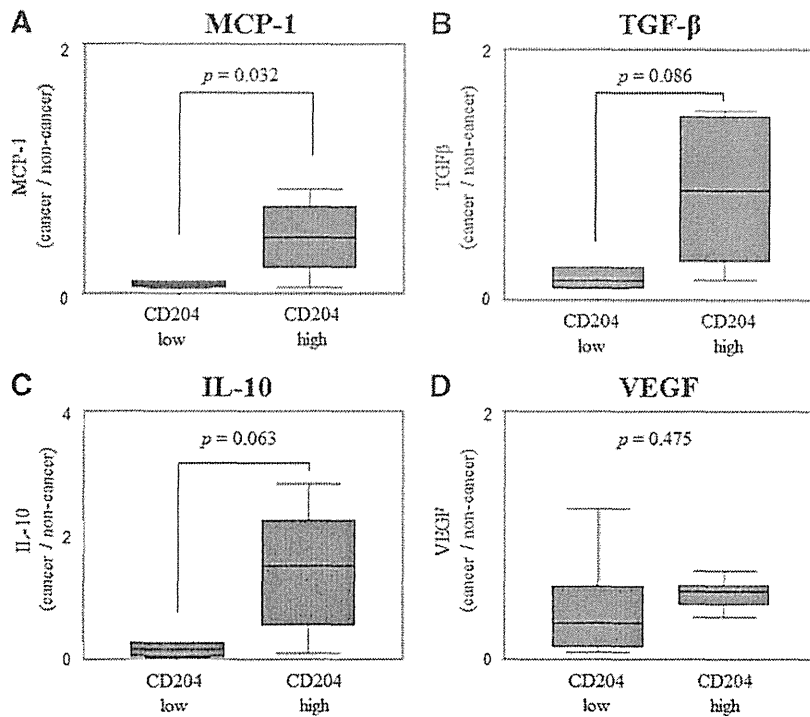 A
MCP-1
2
p = 0.032
MCP-1
(cancer / non-cancer)
0
CD204
low
CD204
high
B
TGF-β
2
p = 0.086
TGFβ
(cancer / non-cancer)
0
CD204
low
CD204
high
C
IL-10
4
p = 0.063
IL-10
(cancer / non-cancer)
2
0
CD204
low
CD204
high
D
VEGF
2
p = 0.475
VEGF
(cancer / non-cancer)
0
CD204
low
CD204
high